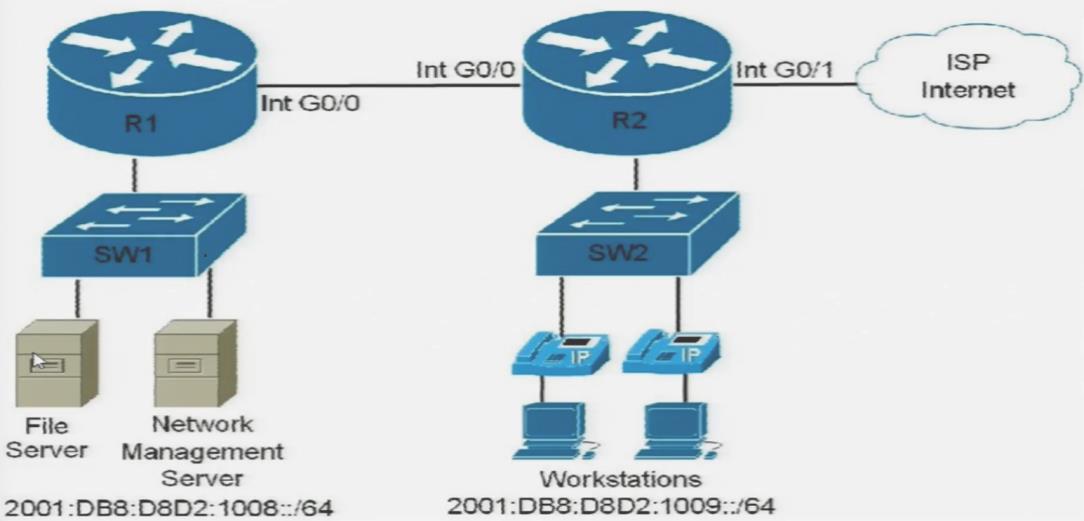 Int G0/0
Int G0/0
Int G0/1
ISP
Internet
R1
R2
SW1
SW2
IP
IP
File
Server
Network
Management
Server
2001:DB8:D8D2:1008::/64
Workstations
2001:DB8:D8D2:1009::/64